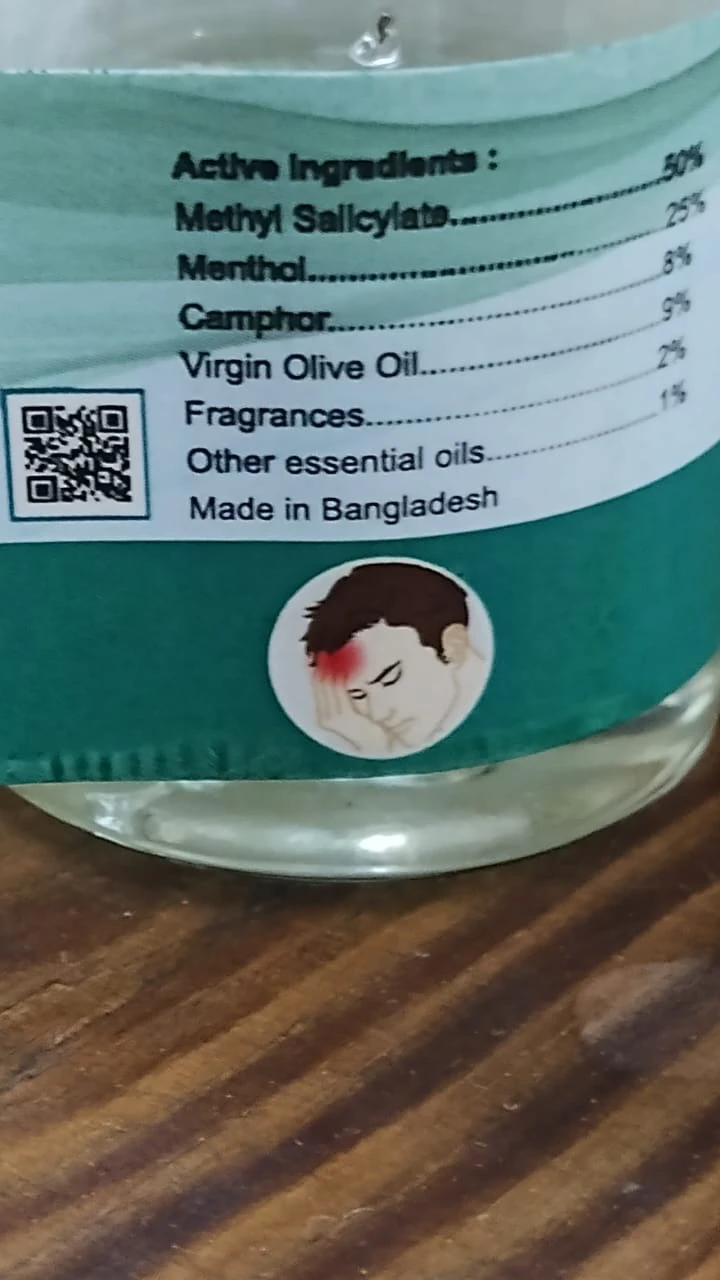 Active Ingredients :
Methyl Salicylate..............................50%
Menthol..............................25%
Camphor..............................8%
Virgin Olive Oil..............................9%
Fragrances..............................2%
Other essential oils....................1%
Made in Bangladesh